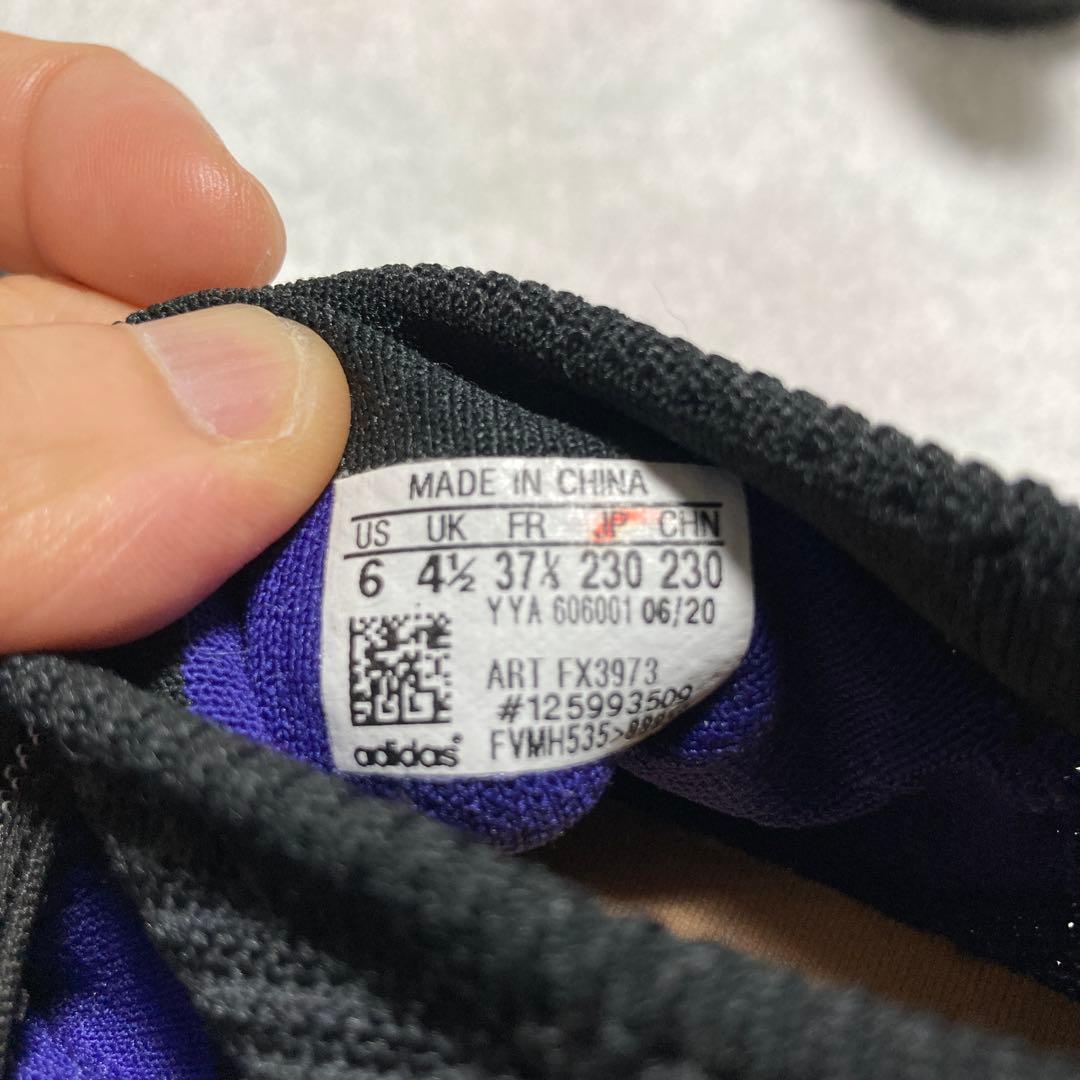 MADE IN CHINA
US UK FR JP CHN
6 4½ 37⅓ 230 230
YYA 606001 06/20
ART FX3973
#125993509
FVMH535>
adidas